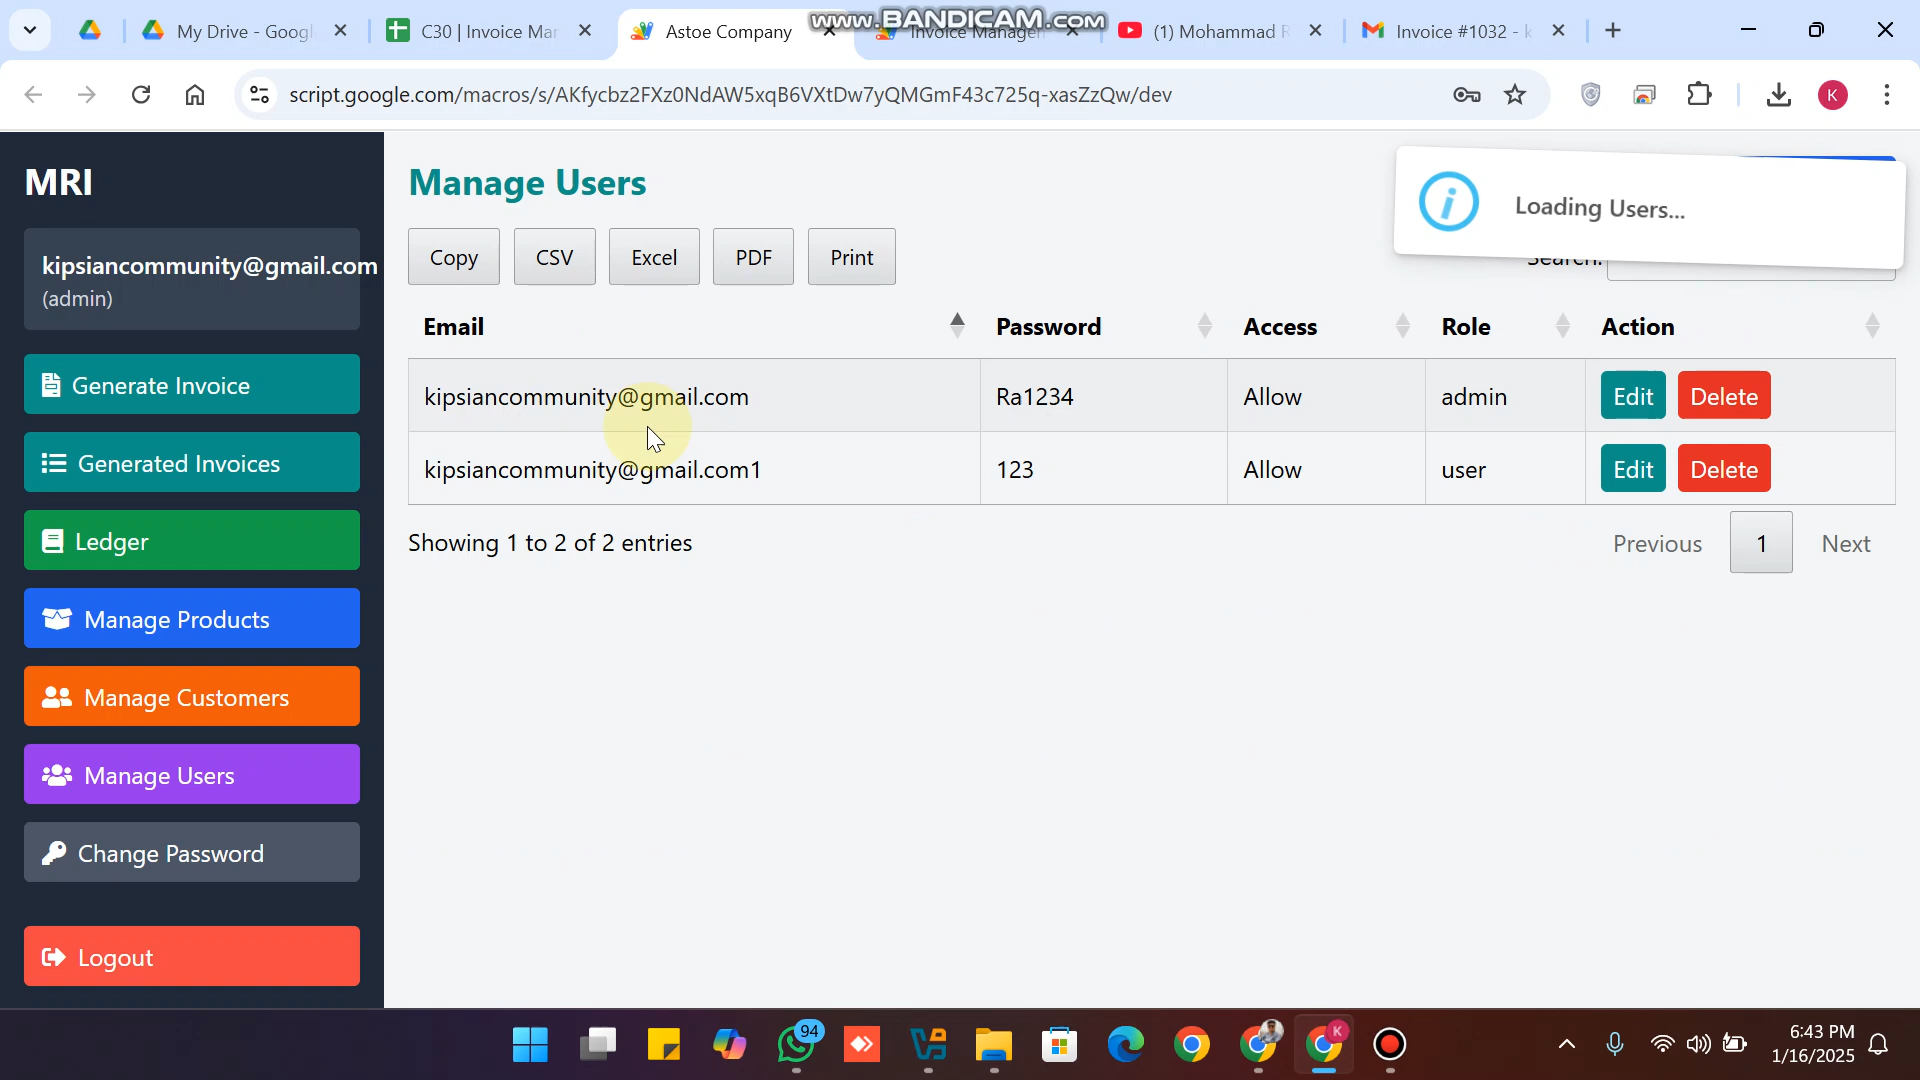 My Drive - Googl
C30 | Invoice Mar
Astoe Company
Invoice Managem
(1) Mohammad R
Invoice #1032 - k
www.BANDICAM.com
script.google.com/macros/s/AKfycbz2FXz0NdAW5xqB6VXtDw7yQMGmF43c725q-xasZzQw/dev
K
MRI
kipsiancommunity@gmail.com
(admin)
Generate Invoice
Generated Invoices
Ledger
Manage Products
Manage Customers
Manage Users
Change Password
Logout
Manage Users
Loading Users...
Copy
CSV
Excel
PDF
Print
Search:
Email Password Access Role Action
kipsiancommunity@gmail.com Ra1234 Allow admin Edit Delete
kipsiancommunity@gmail.com1 123 Allow user Edit Delete
Showing 1 to 2 of 2 entries
Previous 1 Next
94
K
6:43 PM
1/16/2025